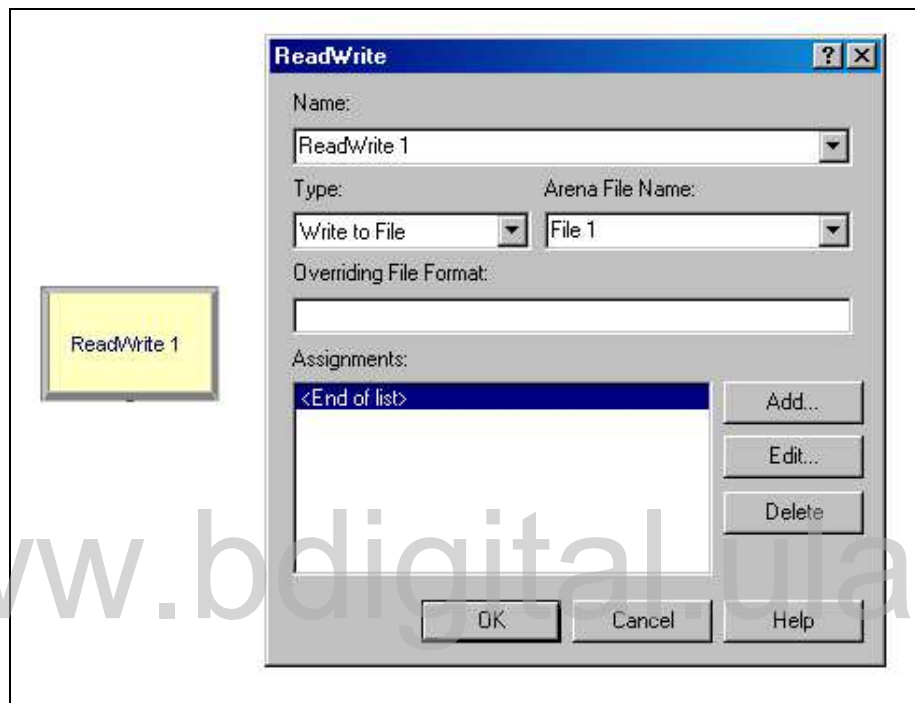 ReadWrite
Name:
ReadWrite 1
Type:
Arena File Name:
Write to File
File 1
Overriding File Format:
ReadWrite 1
Assignments:
<End of list>
Add...
Edit...
Delete
OK
Cancel
Help
w.bdigital.ula